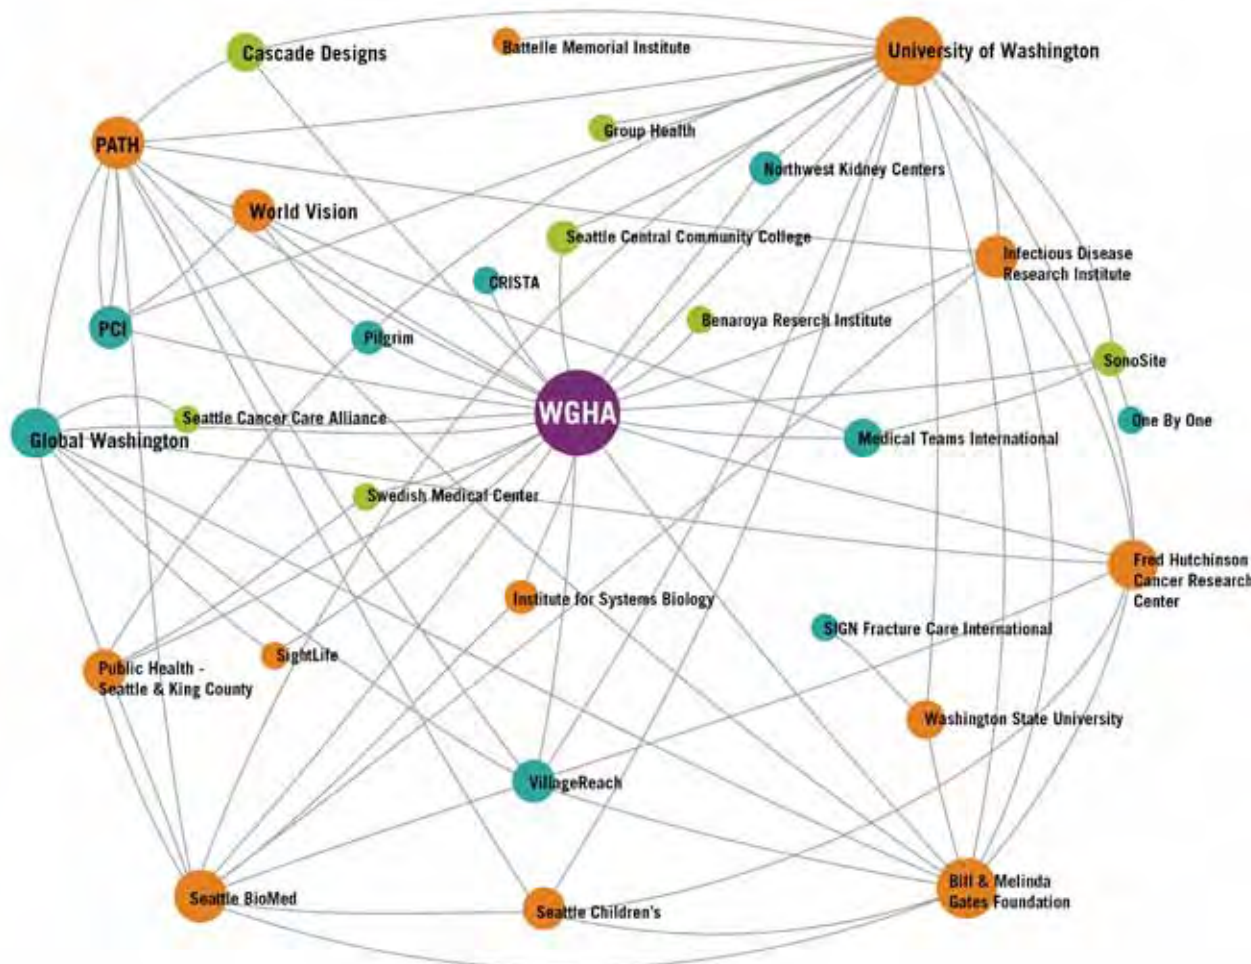 Cascade Designs
Battelle Memorial Institute
University of Washington
PATH
Group Health
Northwest Kidney Centers
World Vision
Seattle Central Community College
Infectious Disease
Research Institute
CRISTA
PCI
Pilgrim
Benaroya Reserch Institute
SonoSite
WGHA
Seattle Cancer Care Alliance
Global Washington
Medical Teams International
One By One
Swedish Medical Center
Fred Hutchinson
Cancer Research
Center
Institute for Systems Biology
SIGN Fracture Care International
Public Health -
Seattle & King County
SightLife
Washington State University
VillageReach
Seattle BioMed
Seattle Children's
Bill & Melinda
Gates Foundation